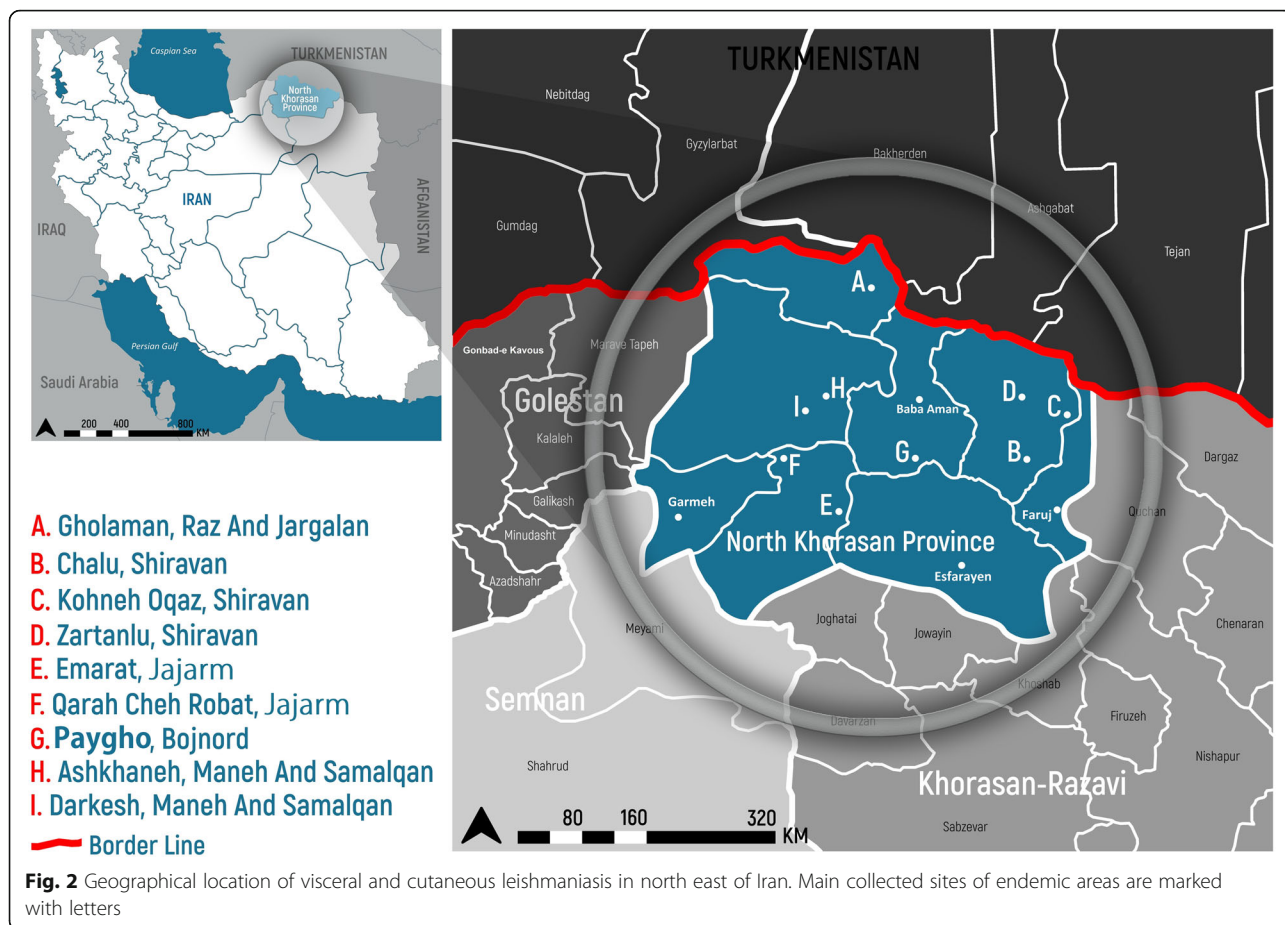 Caspian Sea
TURKMENISTAN
North
Khorasan
Province
IRAN
IRAQ
AFGANISTAN
Persian Gulf
Saudi Arabia
200 400 800
KM
A. Gholaman, Raz And Jargalan
B. Chalu, Shiravan
C. Kohneh Oqaz, Shiravan
D. Zartanlu, Shiravan
E. Emarat, Jajarm
F. Qarah Cheh Robat, Jajarm
G. Paygho, Bojnord
H. Ashkhaneh, Maneh And Samalqan
I. Darkesh, Maneh And Samalqan
Border Line
TURKMENISTAN
Nebitdag
Gyzylarbat
Bakherden
Ashgabat
Gumdag
Tejan
A
Gonbad-e Kavous
Marave Tapeh
Golestan
Kalaleh
Galikash
Minudasht
Azadshahr
H
I
Baba Aman
D
C
G
B
F
Dargaz
Garmeh
E
Faruj
Quchan
North Khorasan Province
Esfarayen
Joghatai
Jowayin
Meyami
Chenaran
Semnan
Khoshab
Davarzan
Firuzeh
Nishapur
Shahrud
Khorasan-Razavi
Sabzevar
80 160 320
KM
Fig. 2 Geographical location of visceral and cutaneous leishmaniasis in north east of Iran. Main collected sites of endemic areas are marked
with letters